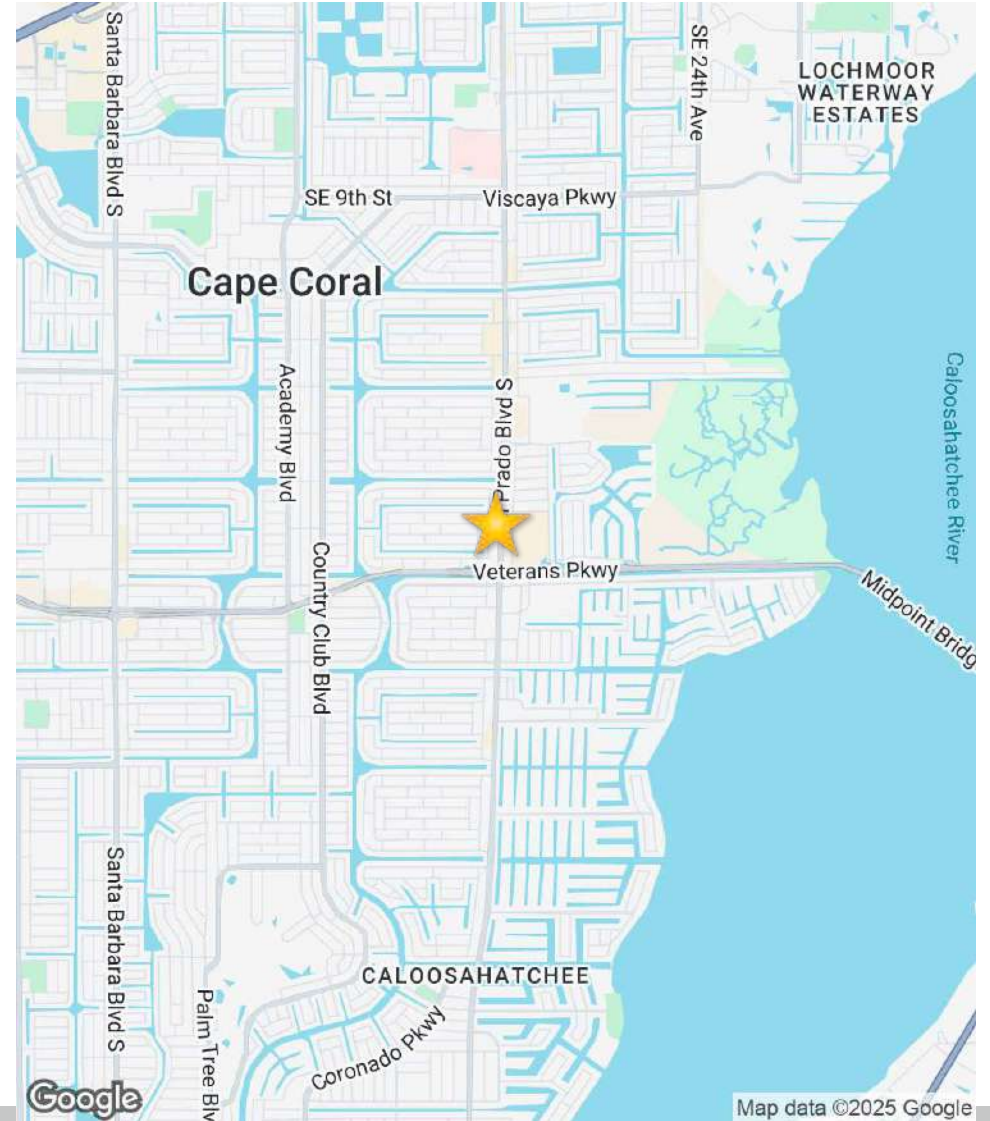 Santa Barbara Blvd S
SE 24th Ave
LOCHMOOR
WATERWAY
ESTATES
SE 9th St
Viscaya Pkwy
Cape Coral
Academy Blvd
Blvd S
Caloosahatchee River
Country Club Blvd
Veterans Pkwy
Midpoint Bridg
Santa Barbara Blvd S
CALOOSAHATCHEE
Palm Tree Blv
Coronado Pkwy
Google
Map data ©2025 Google